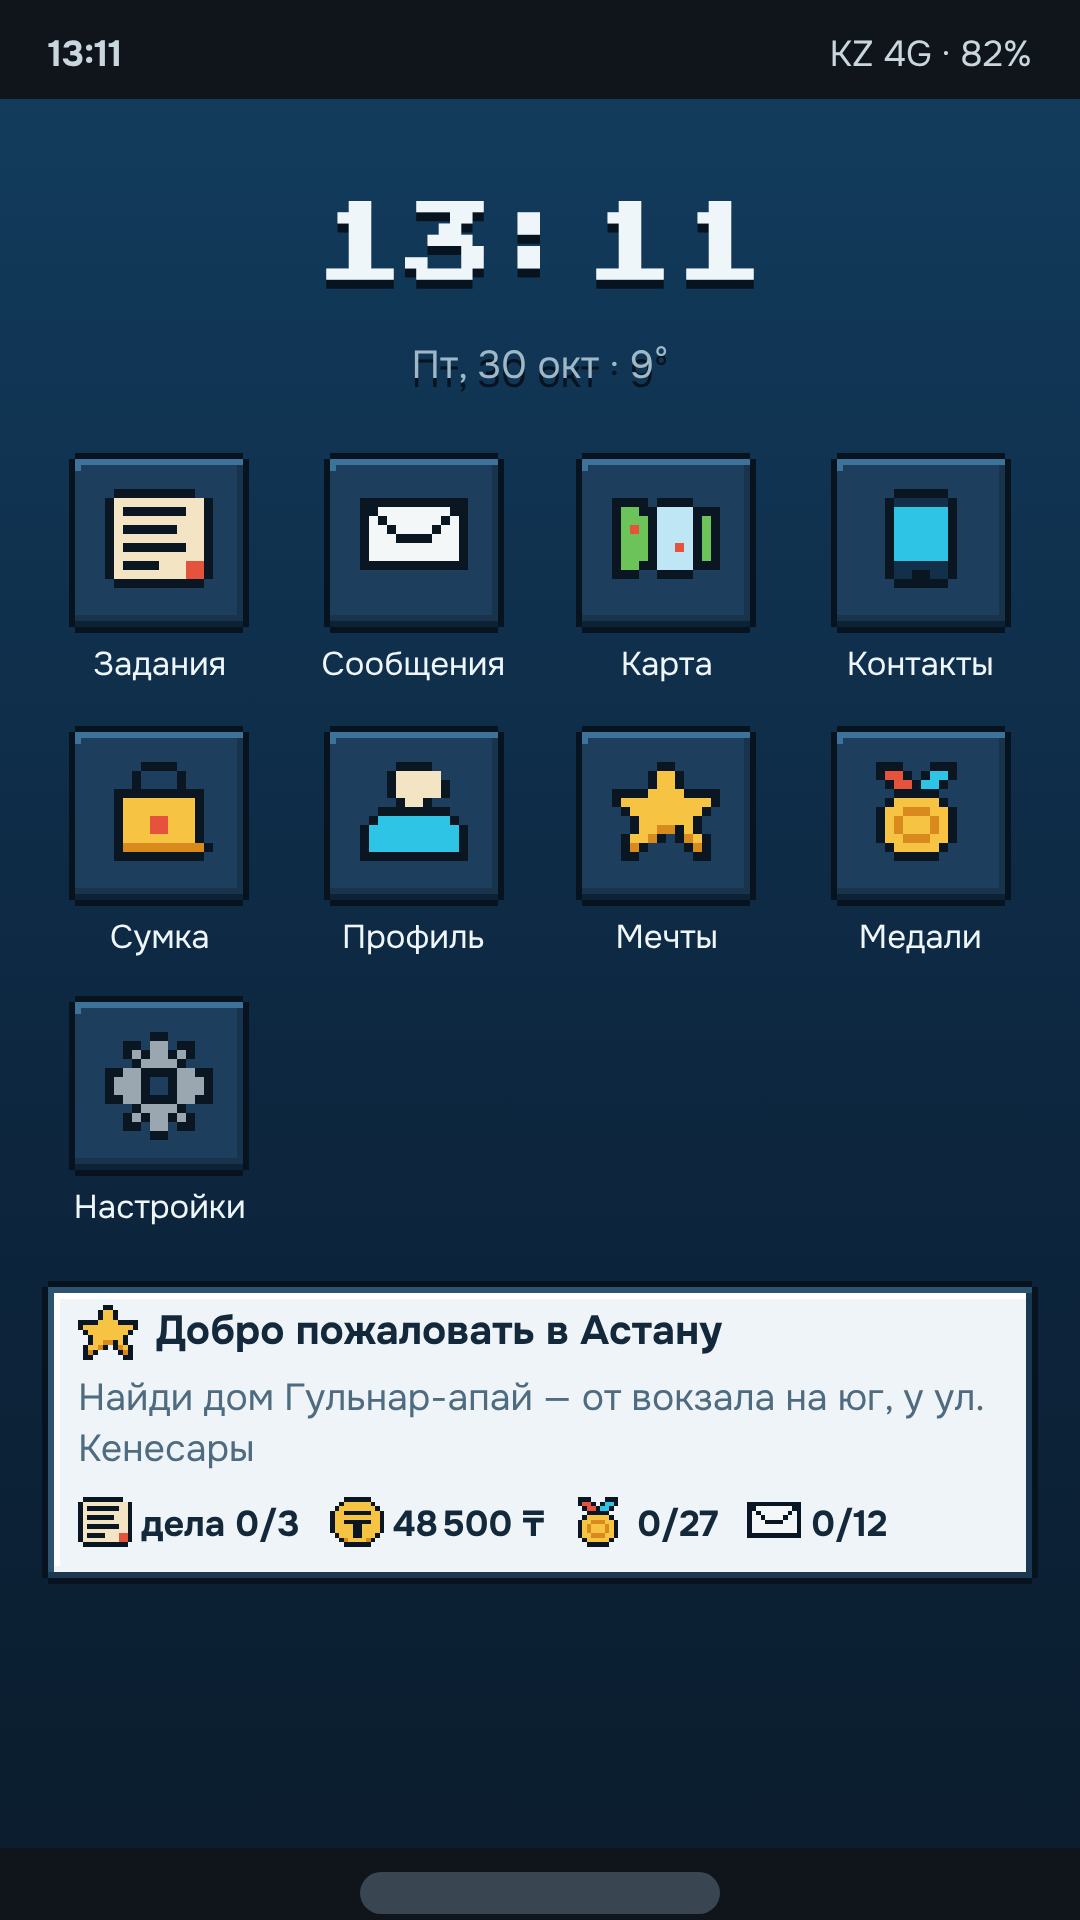 13:11 KZ 4G · 82%
13:11
Пт, 30 окт · 9°
Задания Сообщения Карта Контакты
Сумка Профиль Мечты Медали
Настройки
Добро пожаловать в Астану
Найди дом Гульнар-апай — от вокзала на юг, у ул.
Кенесары
дела 0/3 48 500 ₸ 0/27 0/12